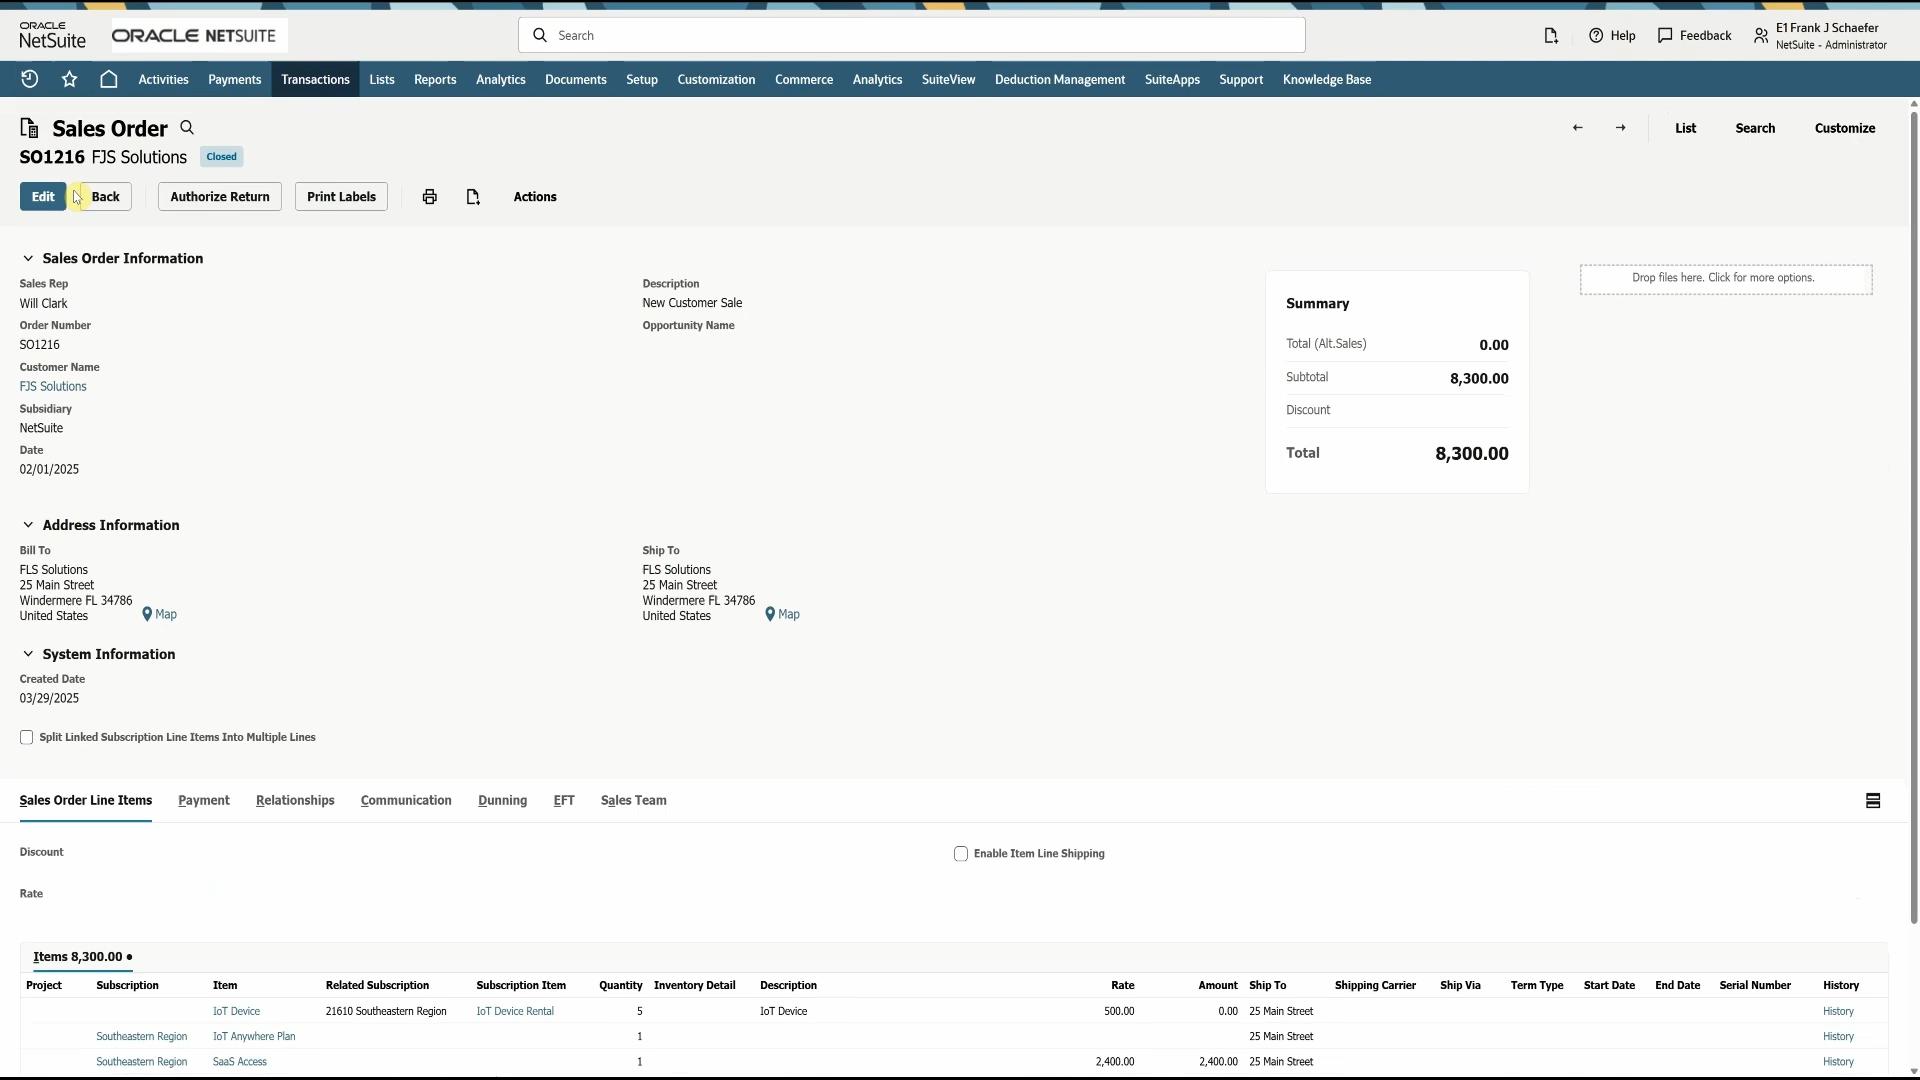 ORACLE
NetSuite
ORACLE NETSUITE
Search
Help
Feedback
E1 Frank J Schaefer
NetSuite - Administrator
Activities
Payments
Transactions
Lists
Reports
Analytics
Documents
Setup
Customization
Commerce
Analytics
SuiteView
Deduction Management
SuiteApps
Support
Knowledge Base
Sales Order
List
Search
Customize
SO1216 FJS Solutions Closed
Edit
Back
Authorize Return
Print Labels
Actions
Sales Order Information
Sales Rep
Will Clark
Order Number
SO1216
Customer Name
FJS Solutions
Subsidiary
NetSuite
Date
02/01/2025
Description
New Customer Sale
Opportunity Name
Summary
Total (Alt.Sales) 0.00
Subtotal 8,300.00
Discount
Total 8,300.00
Drop files here. Click for more options.
Address Information
Bill To
FLS Solutions
25 Main Street
Windermere FL 34786
United States
Map
Ship To
FLS Solutions
25 Main Street
Windermere FL 34786
United States
Map
System Information
Created Date
03/29/2025
Split Linked Subscription Line Items Into Multiple Lines
Sales Order Line Items
Payment
Relationships
Communication
Dunning
EFT
Sales Team
Discount
Enable Item Line Shipping
Rate
Items 8,300.00 •
Project Subscription Item Related Subscription Subscription Item Quantity Inventory Detail Description Rate Amount Ship To Shipping Carrier Ship Via Term Type Start Date End Date Serial Number History
IoT Device 21610 Southeastern Region IoT Device Rental 5 IoT Device 500.00 0.00 25 Main Street History
Southeastern Region IoT Anywhere Plan 1 25 Main Street History
Southeastern Region SaaS Access 1 2,400.00 2,400.00 25 Main Street History